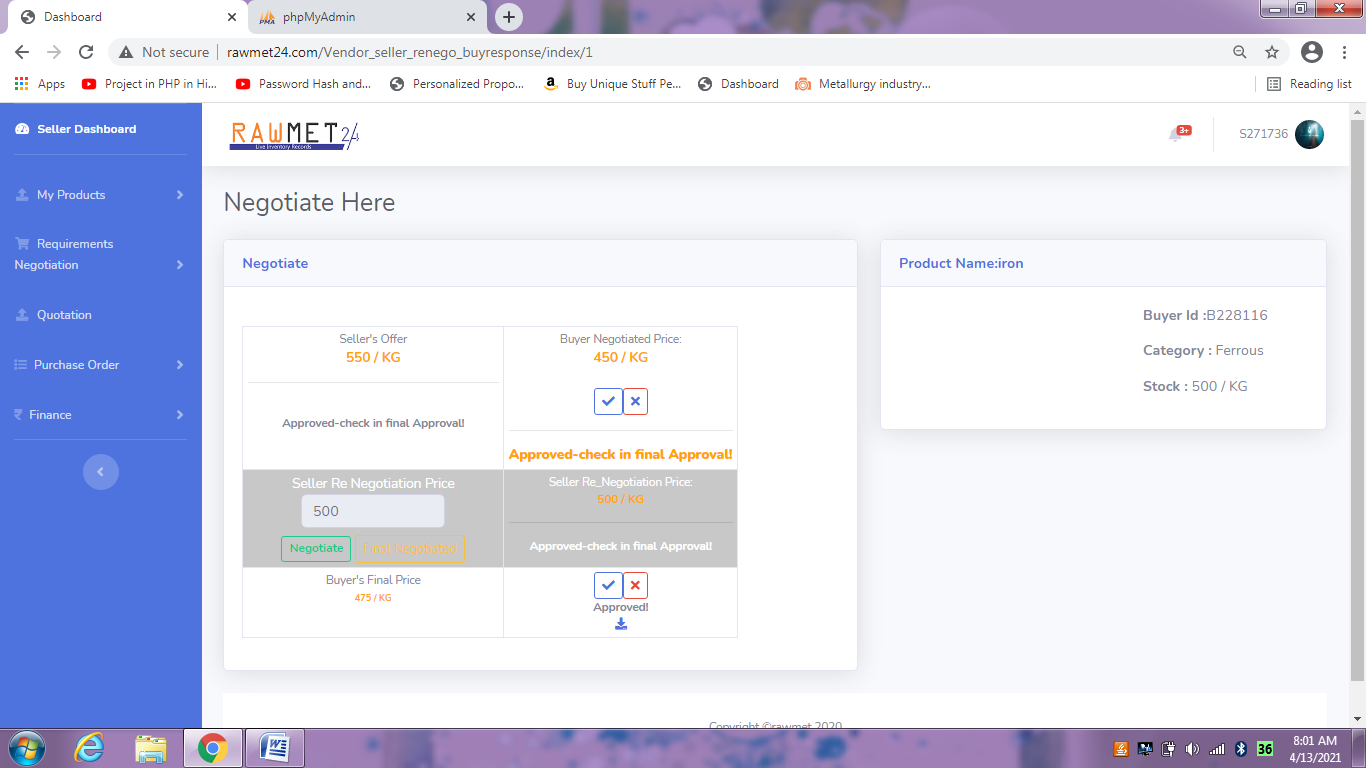 Dashboard
phpMyAdmin
PMA
Not secure
rawmet24.com/Vendor_seller_renego_buyresponse/index/1
Apps
Project in PHP in Hi...
Password Hash and...
Personalized Propo...
Buy Unique Stuff Pe...
Dashboard
Metallurgy industry...
Reading list
Seller Dashboard
My Products
Requirements
Negotiation
Quotation
Purchase Order
Finance
RAWMET24
Live Inventory Records
3+
S271736
Negotiate Here
Negotiate
Seller's Offer
550 / KG
Approved-check in final Approval!
Buyer Negotiated Price:
450 / KG
Approved-check in final Approval!
Seller Re Negotiation Price
500
Negotiate
Final Negotiated
Seller Re_Negotiation Price:
500 / KG
Approved-check in final Approval!
Buyer's Final Price
475 / KG
Approved!
Product Name:iron
Buyer Id :B228116
Category : Ferrous
Stock : 500 / KG
Copyright ©rawmet 2020
36
8:01 AM
4/13/2021